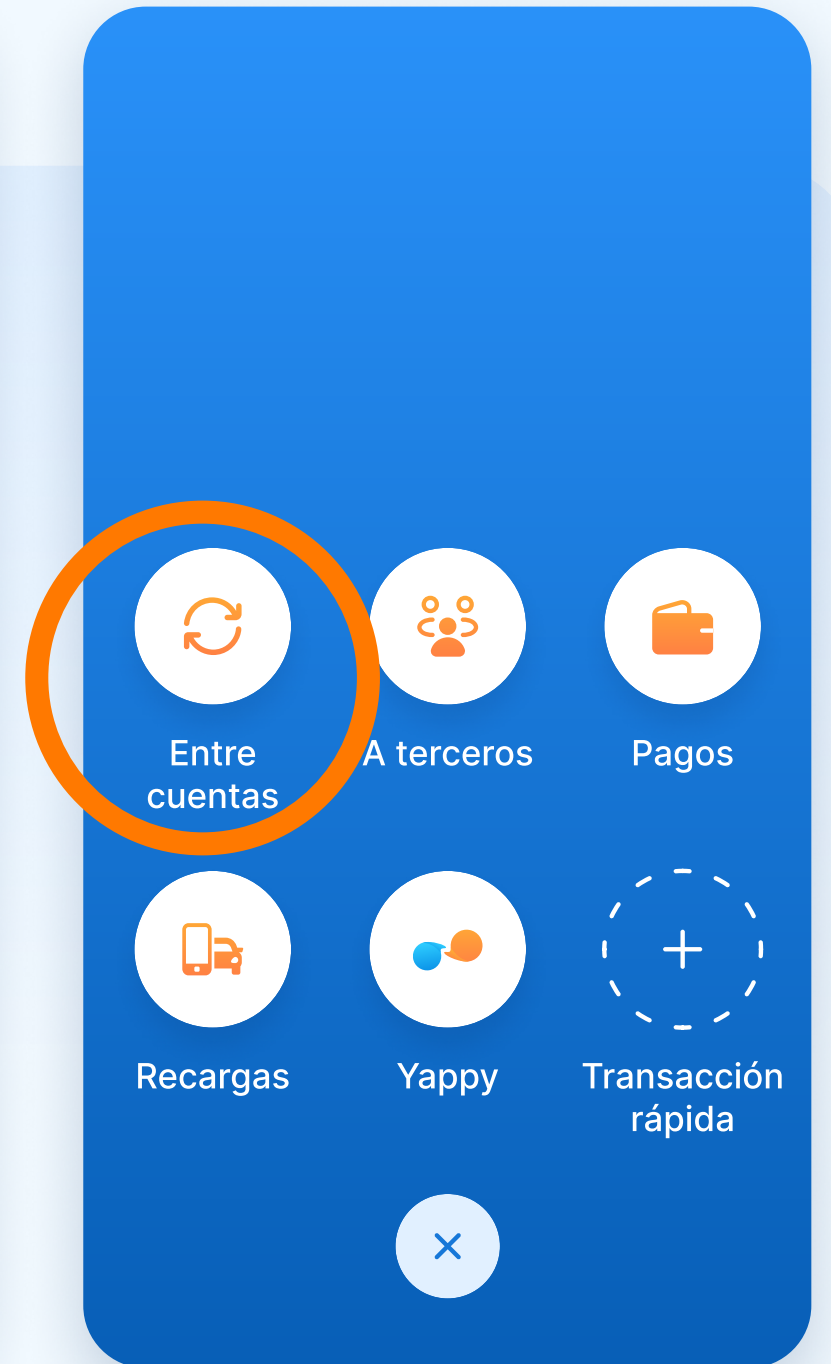 Entre
cuentas
A terceros
Pagos
Recargas
Yappy
Transacción
rápida